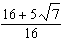 (16 + 5√7) / 16